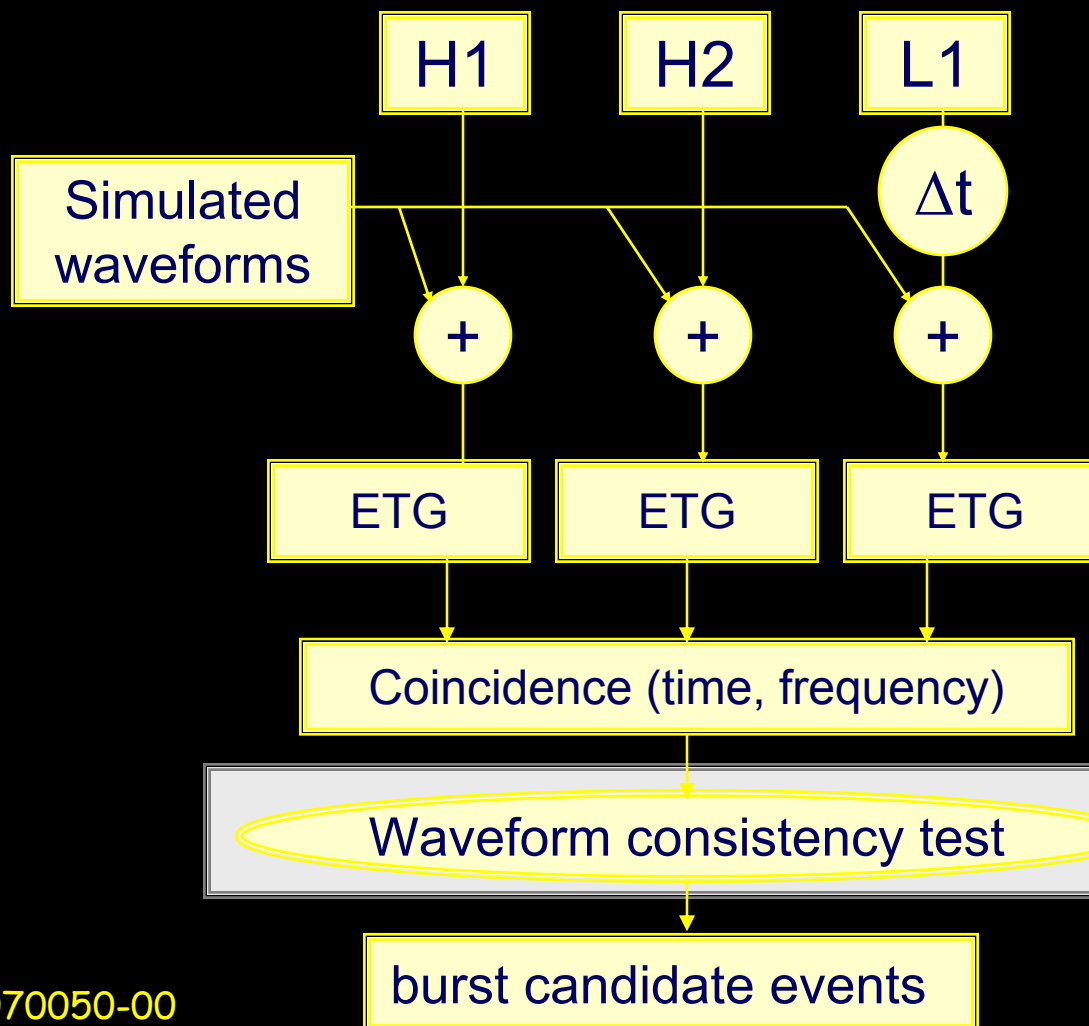 H1 H2 L1
Simulated
waveforms
Δt
+ + +
ETG ETG ETG
Coincidence (time, frequency)
Waveform consistency test
burst candidate events
70050-00